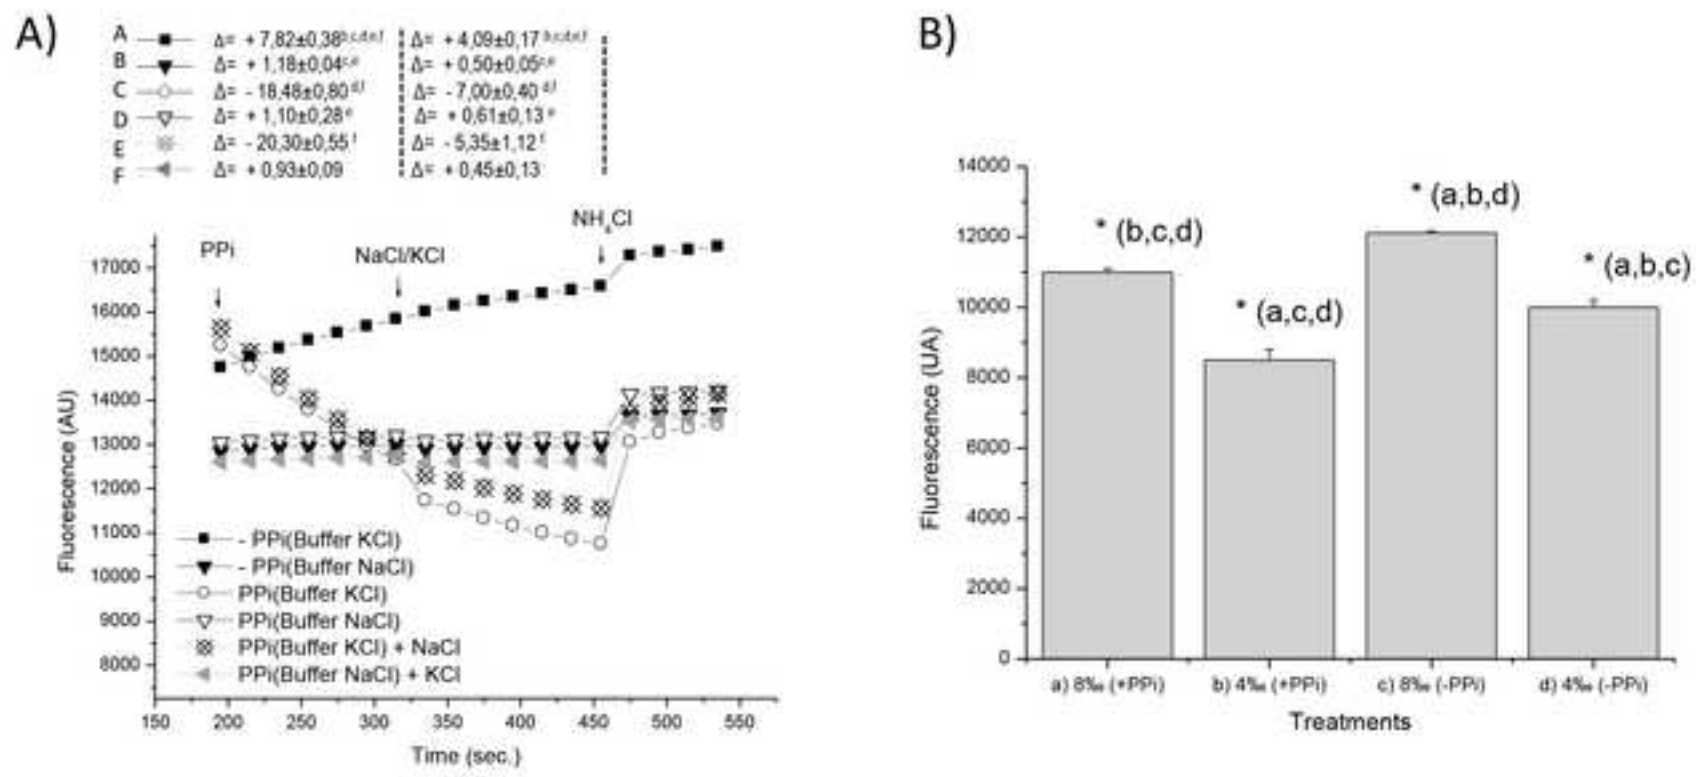 A)
A Δ= + 7,82±0,38 b,c,d,e,f Δ= + 4,09±0,17 b,c,d,e,f
B Δ= + 1,18±0,04 c,e Δ= + 0,50±0,05 c,e
C Δ= - 18,48±0,80 d,f Δ= - 7,00±0,40 d,f
D Δ= + 1,10±0,28 e Δ= + 0,61±0,13 e
E Δ= - 20,30±0,55 f Δ= - 5,35±1,12 f
F Δ= + 0,93±0,09 Δ= + 0,45±0,13
NH4Cl
PPi
NaCl/KCl
17000
16000
15000
14000
13000
12000
11000
10000
9000
8000
Fluorescence (AU)
- PPi(Buffer KCl)
- PPi(Buffer NaCl)
PPi(Buffer KCl)
PPi(Buffer NaCl)
PPi(Buffer KCl) + NaCl
PPi(Buffer NaCl) + KCl
150 200 250 300 350 400 450 500 550
Time (sec.)
B)
14000
12000
10000
8000
6000
4000
2000
0
Fluorescence (UA)
* (b,c,d)
* (a,c,d)
* (a,b,d)
* (a,b,c)
a) 8‰ (+PPi) b) 4‰ (+PPi) c) 8‰ (-PPi) d) 4‰ (-PPi)
Treatments